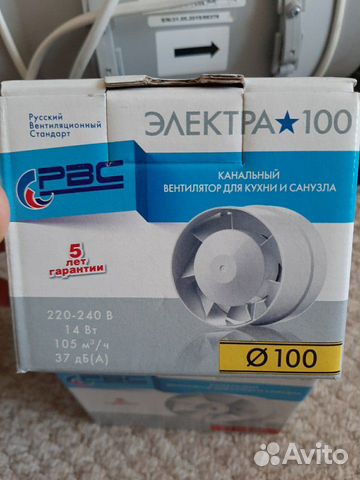 Русский
Вентиляционный
Стандарт
ЭЛЕКТРА★100
РВС
КАНАЛЬНЫЙ
ВЕНТИЛЯТОР ДЛЯ КУХНИ И САНУЗЛА
5
лет
гарантии
220-240 В
14 Вт
105 м³/ч
37 дБ(А)
Ø 100
Avito